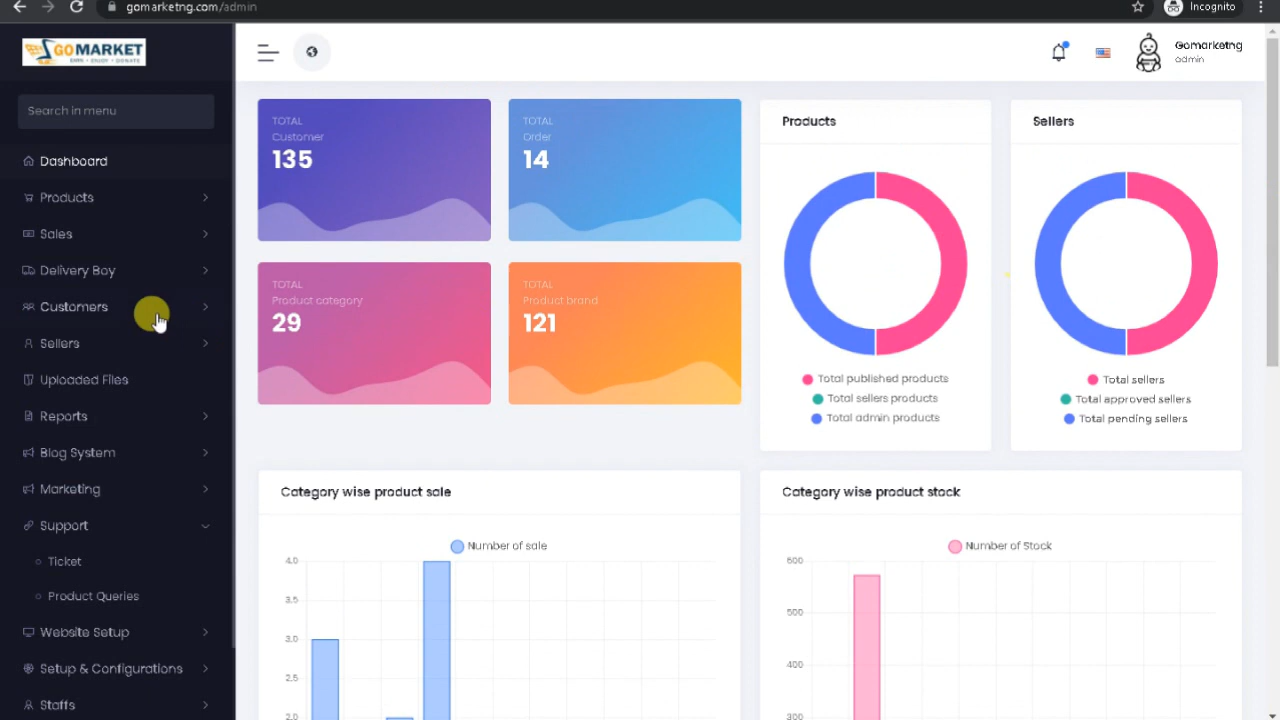 gomarketng.com/admin
Incognito
GOMARKET
EARN • ENJOY • DONATE
Gomarketng
admin
Search in menu
Dashboard
Products
Sales
Delivery Boy
Customers
Sellers
Uploaded Files
Reports
Blog System
Marketing
Support
Ticket
Product Queries
Website Setup
Setup & Configurations
Staffs
TOTAL
Customer
135
TOTAL
Order
14
TOTAL
Product category
29
TOTAL
Product brand
121
Products
Total published products
Total sellers products
Total admin products
Sellers
Total sellers
Total approved sellers
Total pending sellers
Category wise product sale
Number of sale
4.0
3.5
3.0
2.5
2.0
Category wise product stock
Number of Stock
600
500
400
300